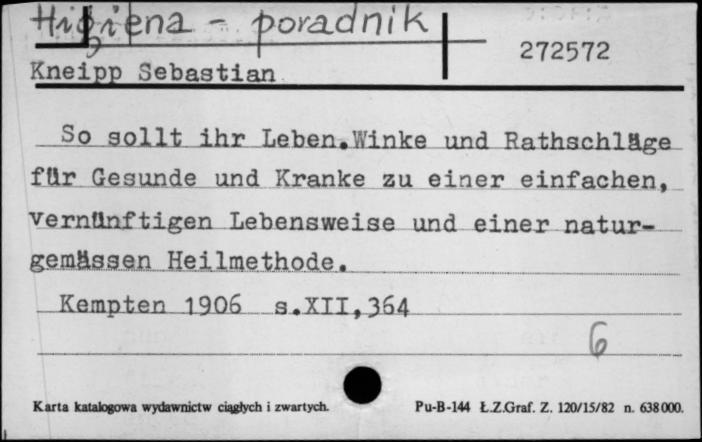 Higiena - poradnik
272572
Kneipp Sebastian
So sollt ihr Leben.Winke und Rathschläge
für Gesunde und Kranke zu einer einfachen,
vernünftigen Lebensweise und einer natur-
gemässen Heilmethode.
Kempten 1906 s.XII,364
6
Karta katalogowa wydawnictw ciągłych i zwartych.
Pu-B-144 Ł.Z.Graf. Z. 120/15/82 n. 638000.